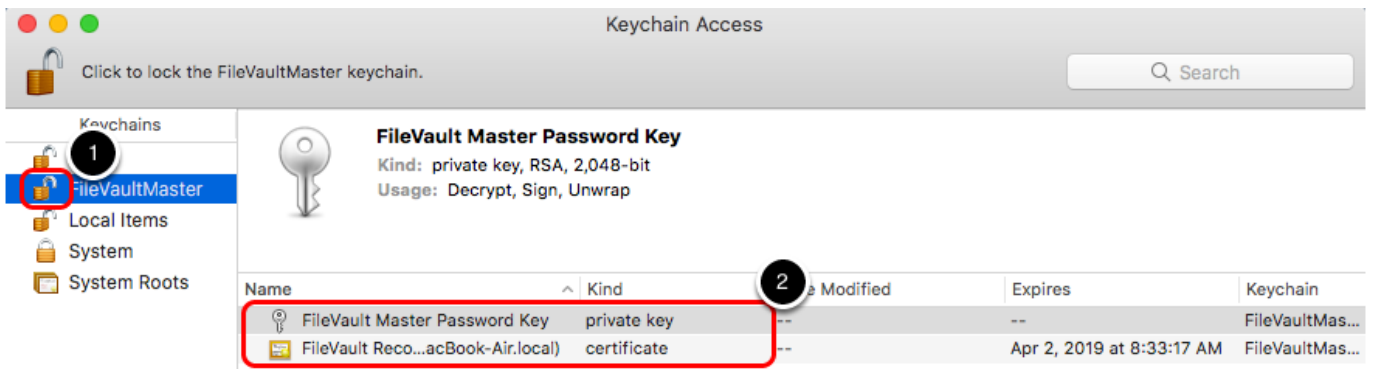 Keychain Access
Click to lock the FileVaultMaster keychain.
Search
Keychains
1
FileVaultMaster
Local Items
System
System Roots
FileVault Master Password Key
Kind: private key, RSA, 2,048-bit
Usage: Decrypt, Sign, Unwrap
Name Kind 2 Modified Expires Keychain
FileVault Master Password Key private key -- -- FileVaultMas...
FileVault Reco...acBook-Air.local) certificate -- Apr 2, 2019 at 8:33:17 AM FileVaultMas...